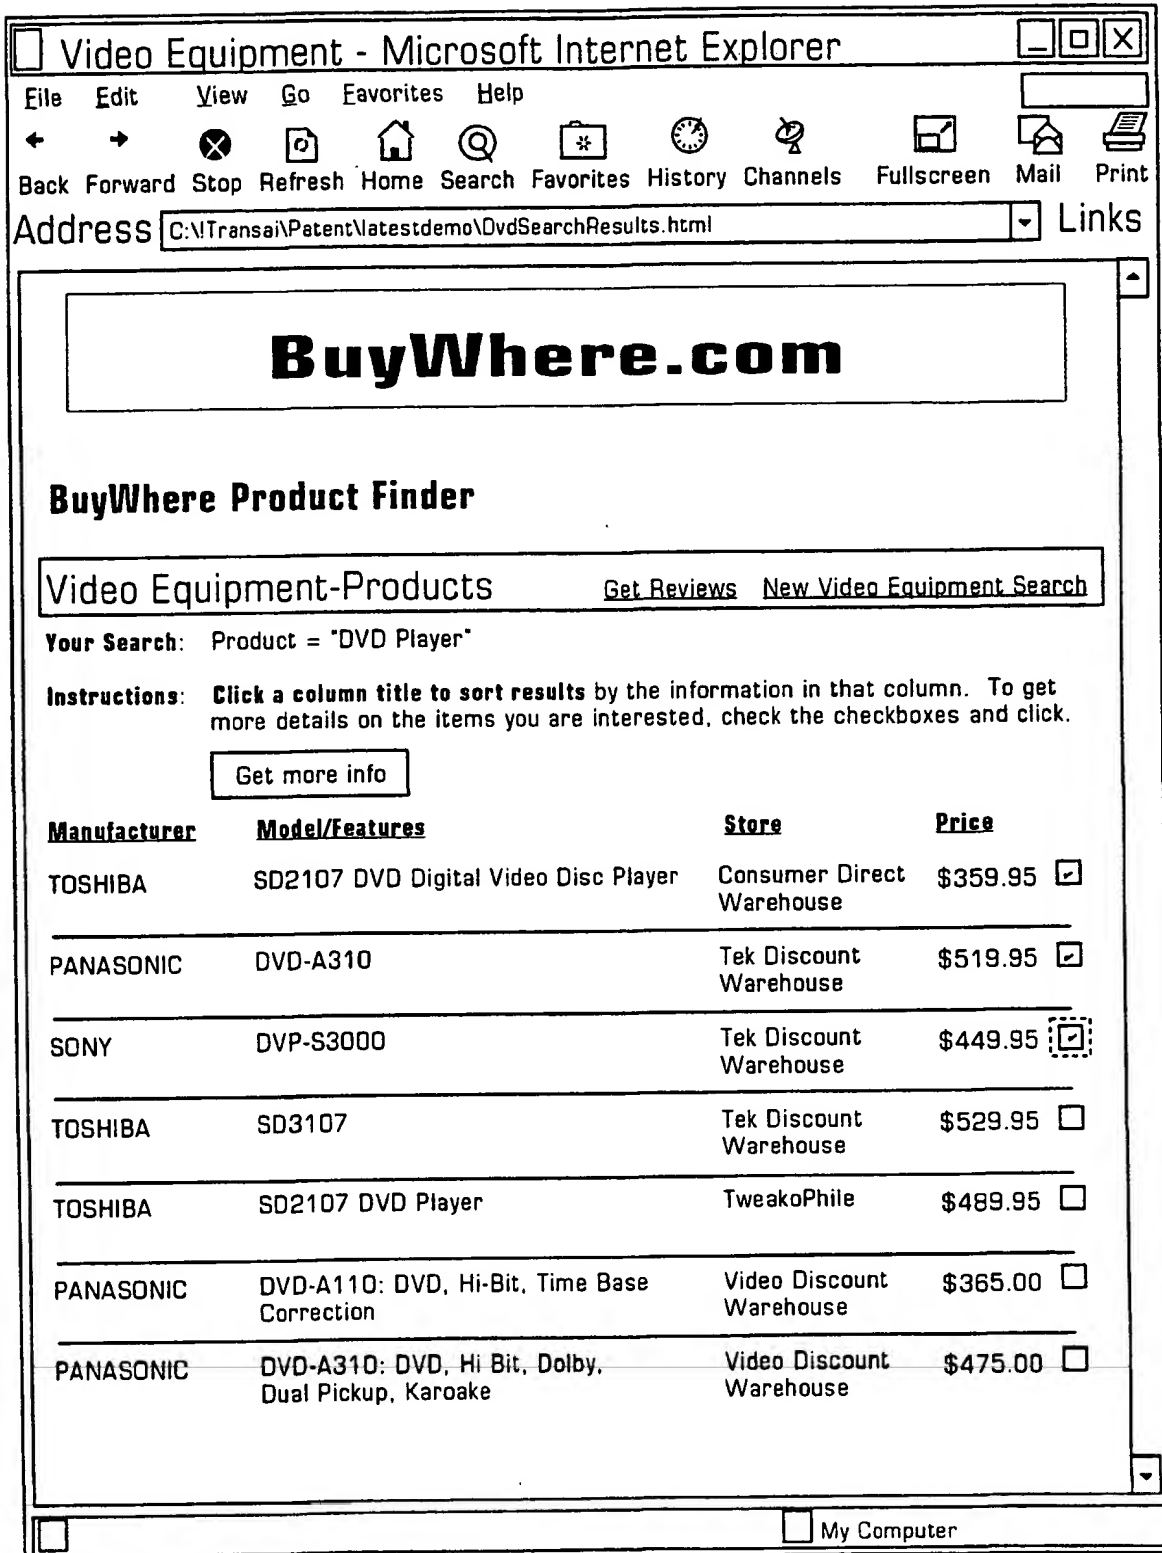 Video Equipment - Microsoft Internet Explorer
File Edit View Go Favorites Help
Back Forward Stop Refresh Home Search Favorites History Channels Fullscreen Mail Print
Address C:\!Transai\Patent\latestdemo\DvdSearchResults.html Links
BuyWhere.com
BuyWhere Product Finder
Video Equipment-Products Get Reviews New Video Equipment Search
Your Search: Product = "DVD Player"
Instructions: Click a column title to sort results by the information in that column. To get
more details on the items you are interested, check the checkboxes and click.
Get more info
Manufacturer Model/Features Store Price
TOSHIBA SD2107 DVD Digital Video Disc Player Consumer Direct $359.95
Warehouse
PANASONIC DVD-A310 Tek Discount $519.95
Warehouse
SONY DVP-S3000 Tek Discount $449.95
Warehouse
TOSHIBA SD3107 Tek Discount $529.95
Warehouse
TOSHIBA SD2107 DVD Player TweakoPhile $489.95
PANASONIC DVD-A110: DVD, Hi-Bit, Time Base Video Discount $365.00
Correction Warehouse
PANASONIC DVD-A310: DVD, Hi Bit, Dolby, Video Discount $475.00
Dual Pickup, Karoake Warehouse
My Computer